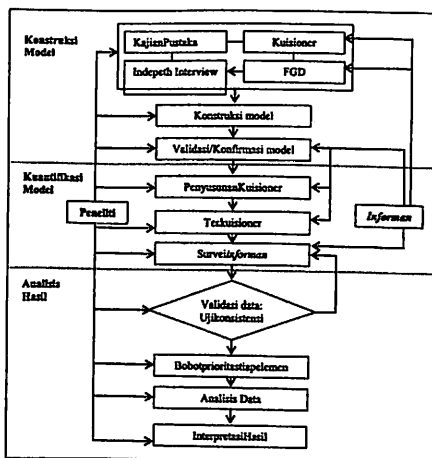 Konstruksi
Model
KajianPustaka
Kuisioner
Indepeth Interview
FGD
Konstruksi model
Validasi/Konfirmasi model
Kuantifikasi
Model
PenyusunanKuisioner
Peneliti
Informan
Teskuisioner
Surveiinforman
Analisis
Hasil
Validasi data:
Ujikonsistensi
Bobotprioritastiapelemen
Analisis Data
InterpretasiHasil